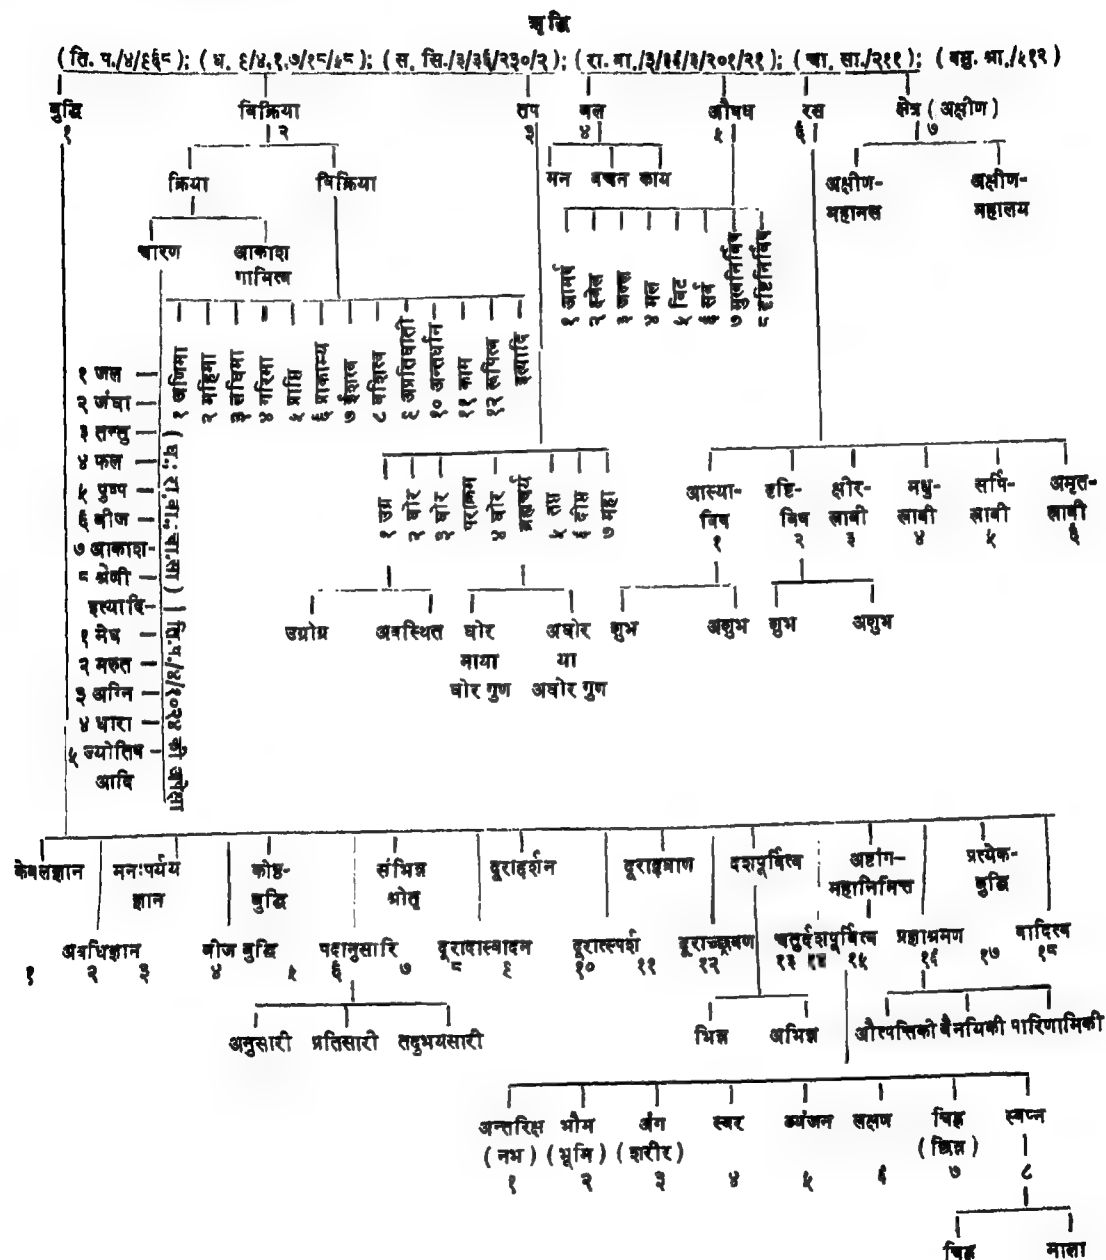 ऋद्धि
(ति. प./४/९६८); (ध. ९/४,१,७/१८/५८); (स. सि./३/३६/२३०/२); (रा. वा./३/३६/३/२०१/२१); (चा. सा./२११); (वसु. श्रा./५१२)
बुद्धि विक्रिया तप बल औषध रस क्षेत्र (अक्षीण)
१ २ ३ ४ ५ ६ ७
क्रिया विक्रिया
मन वचन काय
अक्षीण- अक्षीण-
महानस महालय
चारण आकाश
गामित्व
१ आमर्ष
२ क्ष्वेल
३ जल्ल
४ मल
५ विट
६ सर्व
७ मुखनिर्विष
८ दृष्टिनिर्विष
१ अणिमा
२ महिमा
३ लघिमा
४ गरिमा
५ प्राप्ति
६ प्राकाम्य
७ ईशत्व
८ वशित्व
९ अप्रतिघाती
१० अन्तर्धान
११ काम
१२ रूपित्व
इत्यादि
१ जल
२ जंघा
३ तन्तु
४ फल
५ पुष्प
६ बीज
७ आकाश-
८ श्रेणी
इत्यादि-
१ मेघ
२ मरुत
३ अग्नि
४ धारा
५ ज्योतिष
आदि
(ध.; रा.वा.; चा.सा) ति.प./४/१०३४ की अपेक्षा
१ उग्र
२ घोर
३ घोर पराक्रम
४ घोर ब्रह्मचर्य
५ तप्त
६ दीप्त
७ महा
आस्या- दृष्टि- क्षीर- मधु- सर्पि- अमृत-
विष विष स्रावी स्रावी स्रावी स्रावी
१ २ ३ ४ ५ ६
उग्रोग्र अवस्थित घोर अघोर शुभ अशुभ शुभ अशुभ
माया या
घोर गुण अघोर गुण
केवलज्ञान मनःपर्यय कोष्ठ- संभिन्न दूरादर्शन दूराद्घ्राण दशपूर्वित्व अष्टांग- प्रत्येक-
ज्ञान बुद्धि श्रोतृ महानिमित्त बुद्धि
अवधिज्ञान बीज बुद्धि पदानुसारि दूरादास्वादन दूरात्स्पर्श दूराच्छ्रवण चतुर्दशपूर्वित्व प्रज्ञाश्रमण वादित्व
१ २ ३ ४ ५ ६ ७ ८ ९ १० ११ १२ १३ १४ १५ १६ १७ १८
अनुसारी प्रतिसारी तदुभयसारी भिन्न अभिन्न औत्पत्तिकी वैनयिकी पारिणामिकी
अन्तरिक्ष भौम अंग स्वर व्यंजन लक्षण चिह्न स्वप्न
(नभ) (भूमि) (शरीर) (छिन्न)
१ २ ३ ४ ५ ६ ७ ८
चिह्न माला